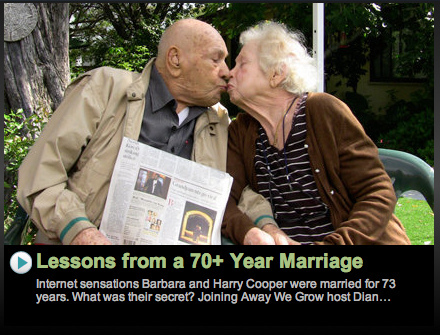 Lessons from a 70+ Year Marriage
Internet sensations Barbara and Harry Cooper were married for 73
years. What was their secret? Joining Away We Grow host Dian…